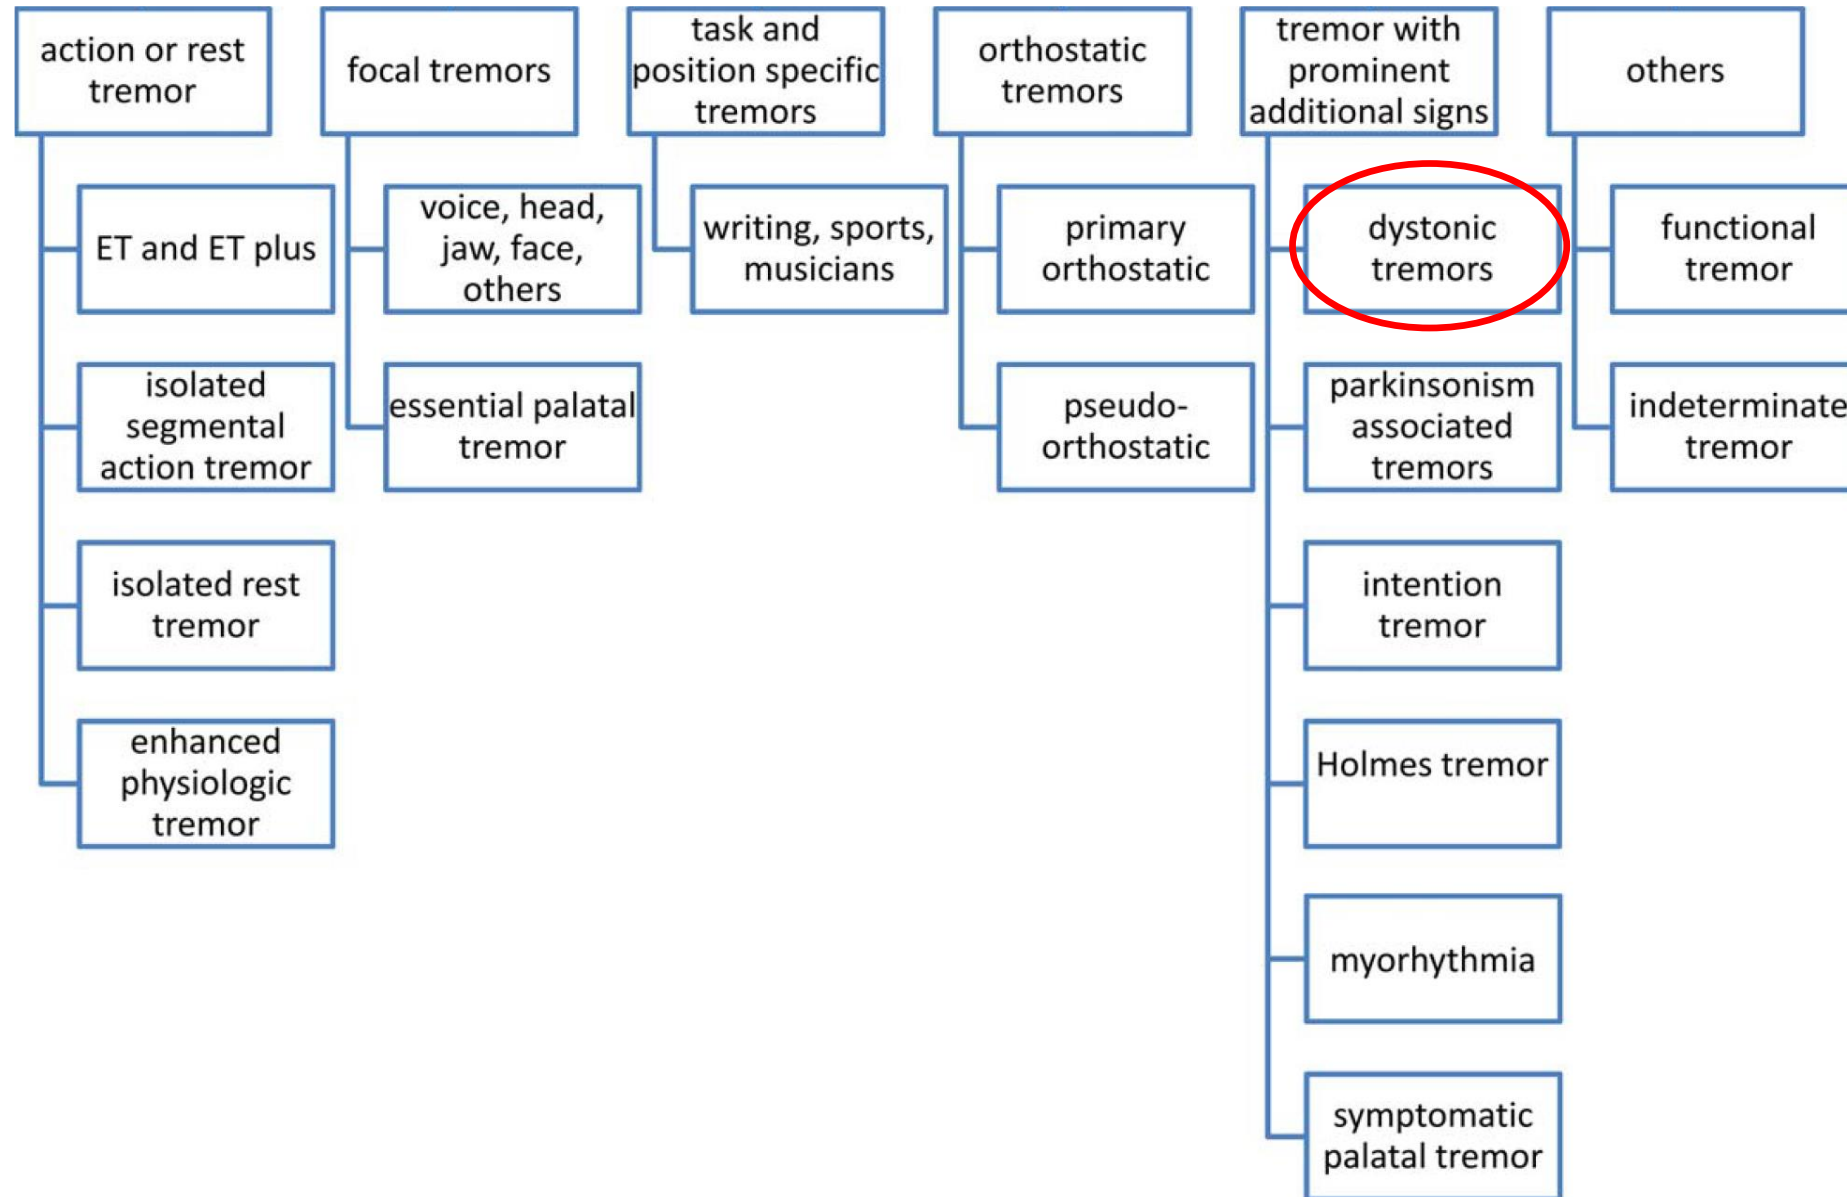 action or rest
tremor
ET and ET plus
isolated
segmental
action tremor
isolated rest
tremor
enhanced
physiologic
tremor
focal tremors
voice, head,
jaw, face,
others
essential palatal
tremor
task and
position specific
tremors
writing, sports,
musicians
orthostatic
tremors
primary
orthostatic
pseudo-
orthostatic
tremor with
prominent
additional signs
dystonic
tremors
parkinsonism
associated
tremors
intention
tremor
Holmes tremor
myorhythmia
symptomatic
palatal tremor
others
functional
tremor
indeterminate
tremor